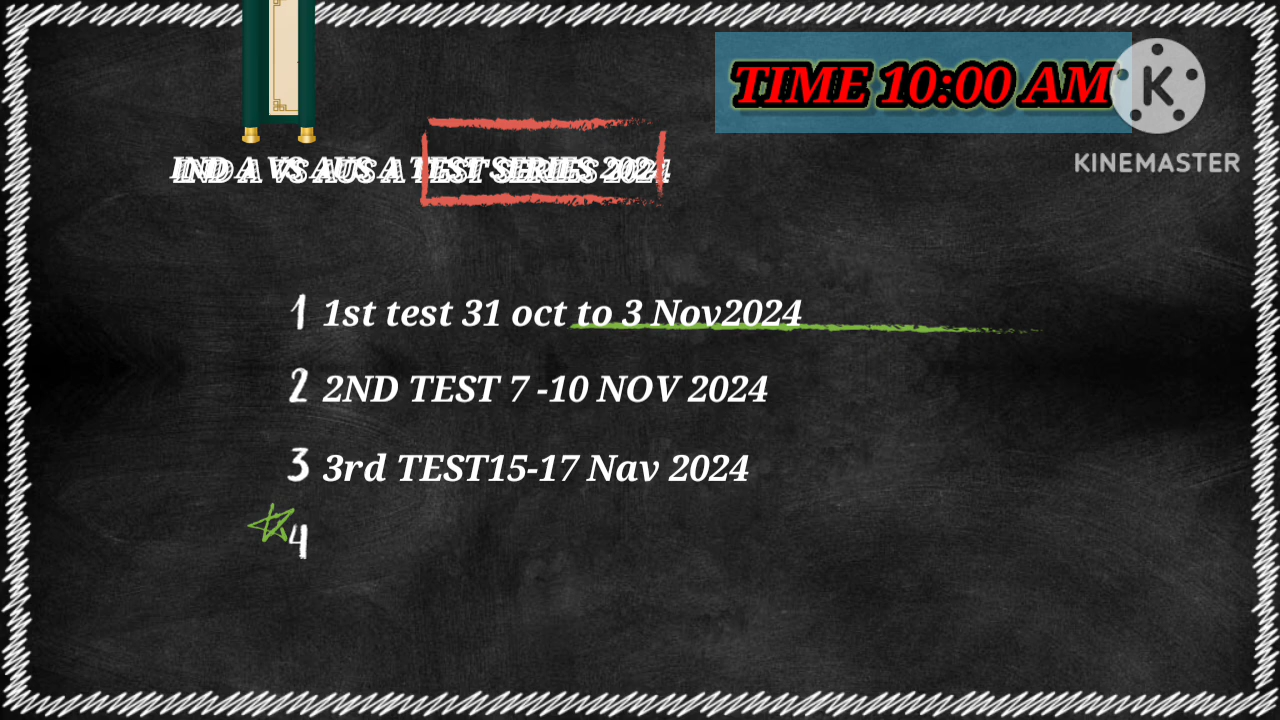 TIME 10:00 AM
K
KINEMASTER
IND A VS AUS A TEST SERIES 2024
1 1st test 31 oct to 3 Nov2024
2 2ND TEST 7 -10 NOV 2024
3 3rd TEST15-17 Nav 2024
4